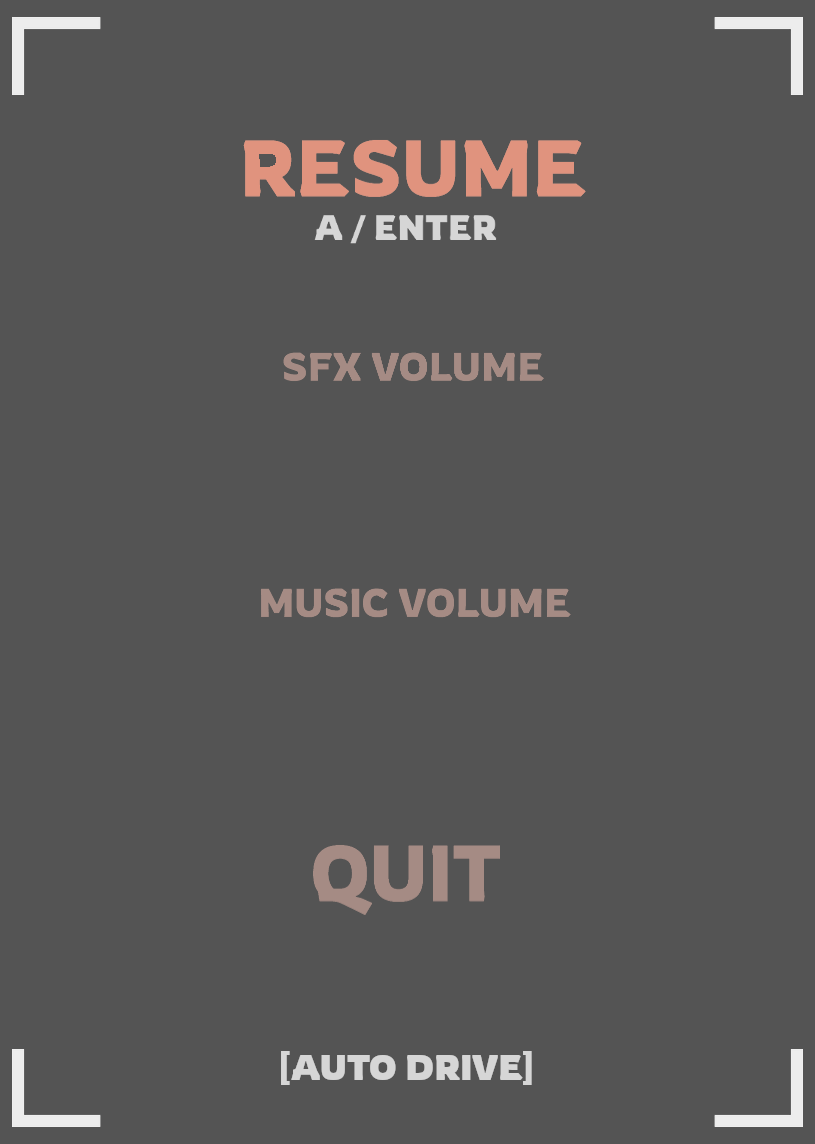 RESUME
A / ENTER
SFX VOLUME
MUSIC VOLUME
QUIT
[AUTO DRIVE]